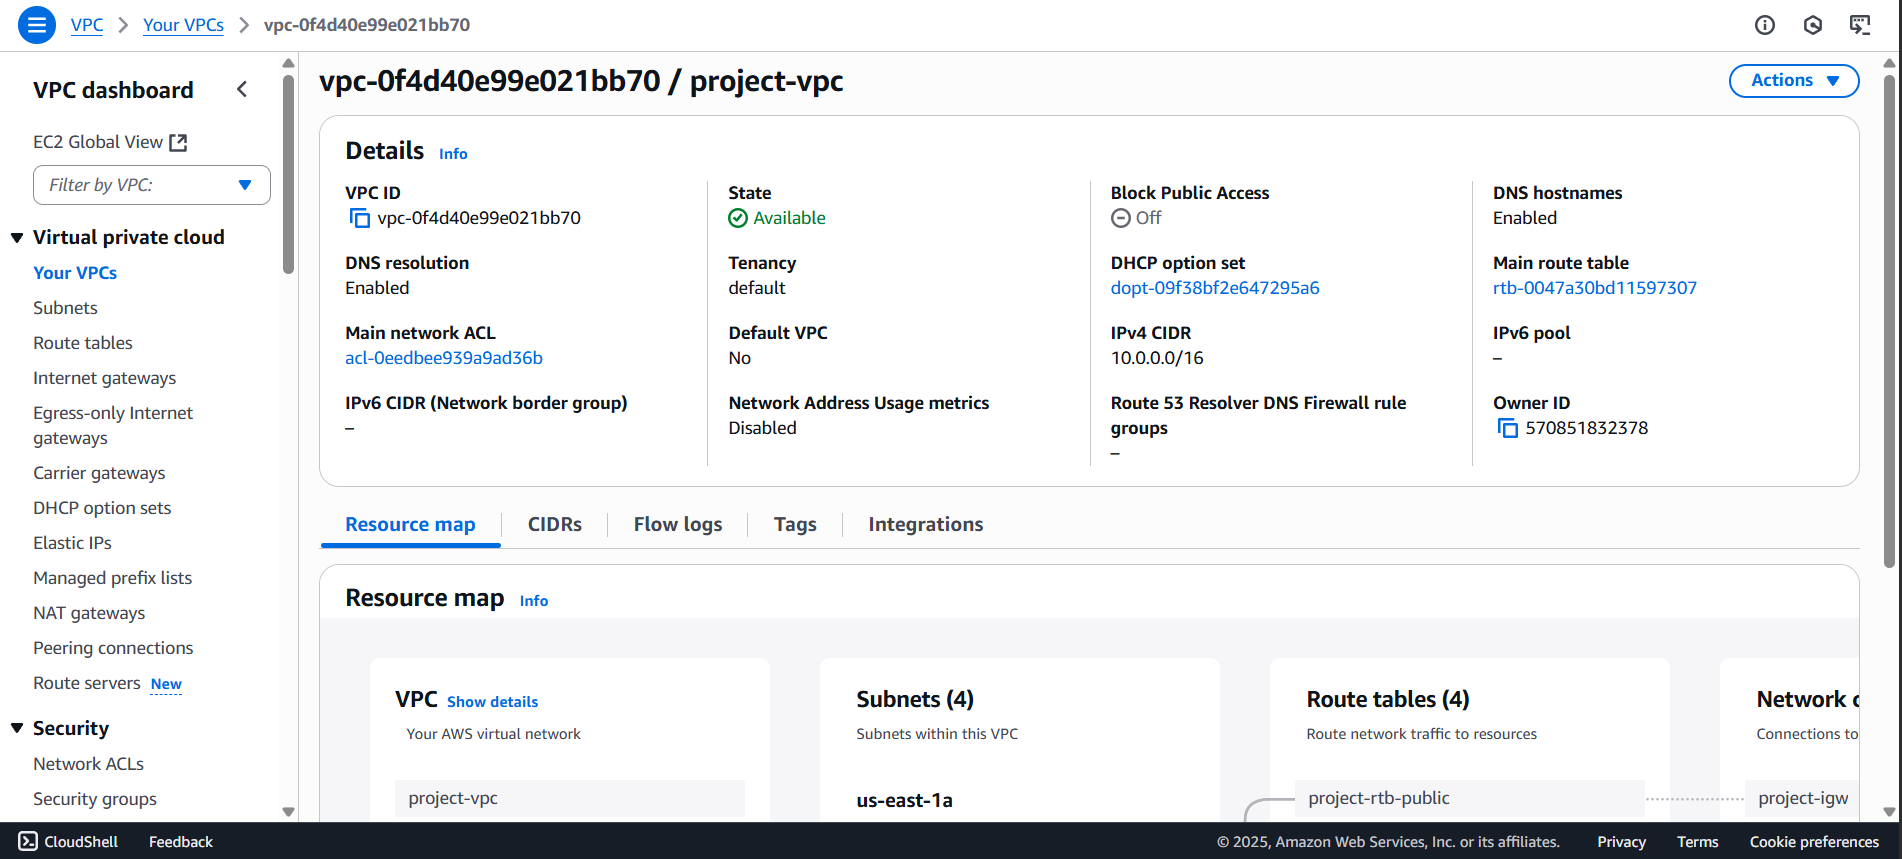 VPC > Your VPCs > vpc-0f4d40e99e021bb70
VPC dashboard
EC2 Global View
Filter by VPC:
Virtual private cloud
Your VPCs
Subnets
Route tables
Internet gateways
Egress-only Internet
gateways
Carrier gateways
DHCP option sets
Elastic IPs
Managed prefix lists
NAT gateways
Peering connections
Route servers New
Security
Network ACLs
Security groups
vpc-0f4d40e99e021bb70 / project-vpc
Actions
Details Info
VPC ID
vpc-0f4d40e99e021bb70
State
Available
Block Public Access
Off
DNS hostnames
Enabled
DNS resolution
Enabled
Tenancy
default
DHCP option set
dopt-09f38bf2e647295a6
Main route table
rtb-0047a30bd11597307
Main network ACL
acl-0eedbee939a9ad36b
Default VPC
No
IPv4 CIDR
10.0.0.0/16
IPv6 pool
–
IPv6 CIDR (Network border group)
–
Network Address Usage metrics
Disabled
Route 53 Resolver DNS Firewall rule
groups
–
Owner ID
570851832378
Resource map
CIDRs
Flow logs
Tags
Integrations
Resource map Info
VPC Show details
Your AWS virtual network
project-vpc
Subnets (4)
Subnets within this VPC
us-east-1a
Route tables (4)
Route network traffic to resources
project-rtb-public
Network c
Connections to
project-igw
CloudShell
Feedback
© 2025, Amazon Web Services, Inc. or its affiliates.
Privacy
Terms
Cookie preferences